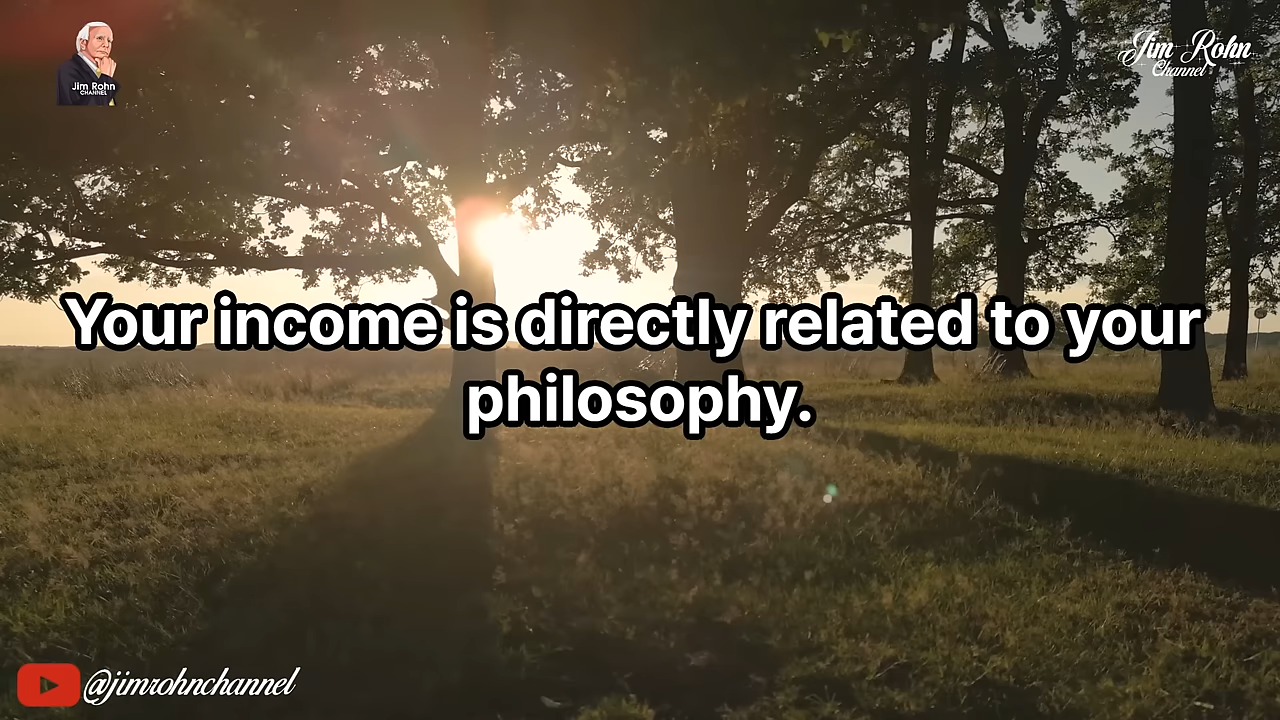 Jim Rohn
CHANNEL
Jim Rohn
Channel
Your income is directly related to your
philosophy.
@jimrohnchannel